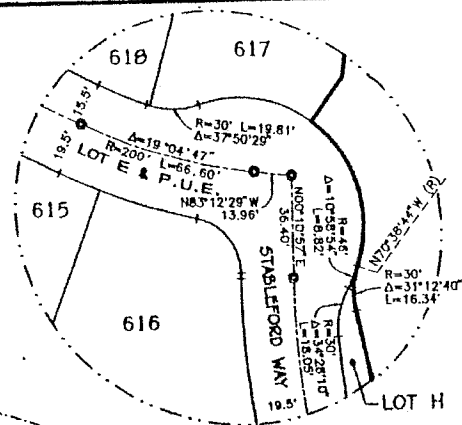 618
617
15.5'
19.5'
R=30' L=19.81'
Δ=37°50'29"
Δ=19°04'47"
R=200' L=66.60'
LOT E & P.U.E.
N83°12'29"W
13.96'
N00°10'57"E
36.40'
R=46'
Δ=10°58'54"
L=8.82'
N70°38'44"W (R)
R=30'
Δ=31°12'40"
L=16.34'
615
616
STABLEFORD WAY
R=30'
Δ=34°28'10"
L=18.05'
19.5'
LOT H